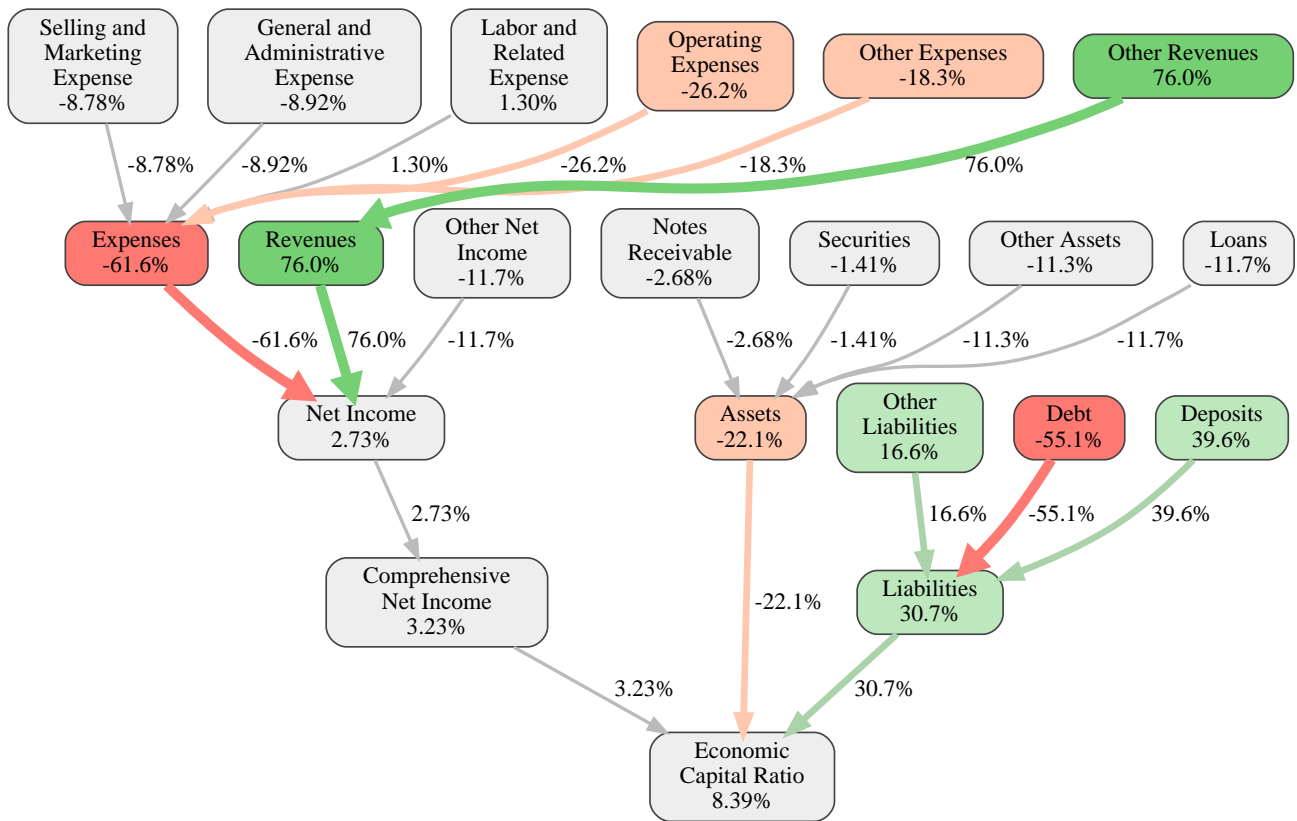 Selling and
Marketing
Expense
-8.78%
General and
Administrative
Expense
-8.92%
Labor and
Related
Expense
1.30%
Operating
Expenses
-26.2%
Other Expenses
-18.3%
Other Revenues
76.0%
-8.78%
-8.92%
1.30%
-26.2%
-18.3%
76.0%
Expenses
-61.6%
Revenues
76.0%
Other Net
Income
-11.7%
Notes
Receivable
-2.68%
Securities
-1.41%
Other Assets
-11.3%
Loans
-11.7%
-61.6%
76.0%
-11.7%
-2.68%
-1.41%
-11.3%
-11.7%
Net Income
2.73%
Assets
-22.1%
Other
Liabilities
16.6%
Debt
-55.1%
Deposits
39.6%
2.73%
16.6%
-55.1%
39.6%
Comprehensive
Net Income
3.23%
-22.1%
Liabilities
30.7%
3.23%
30.7%
Economic
Capital Ratio
8.39%